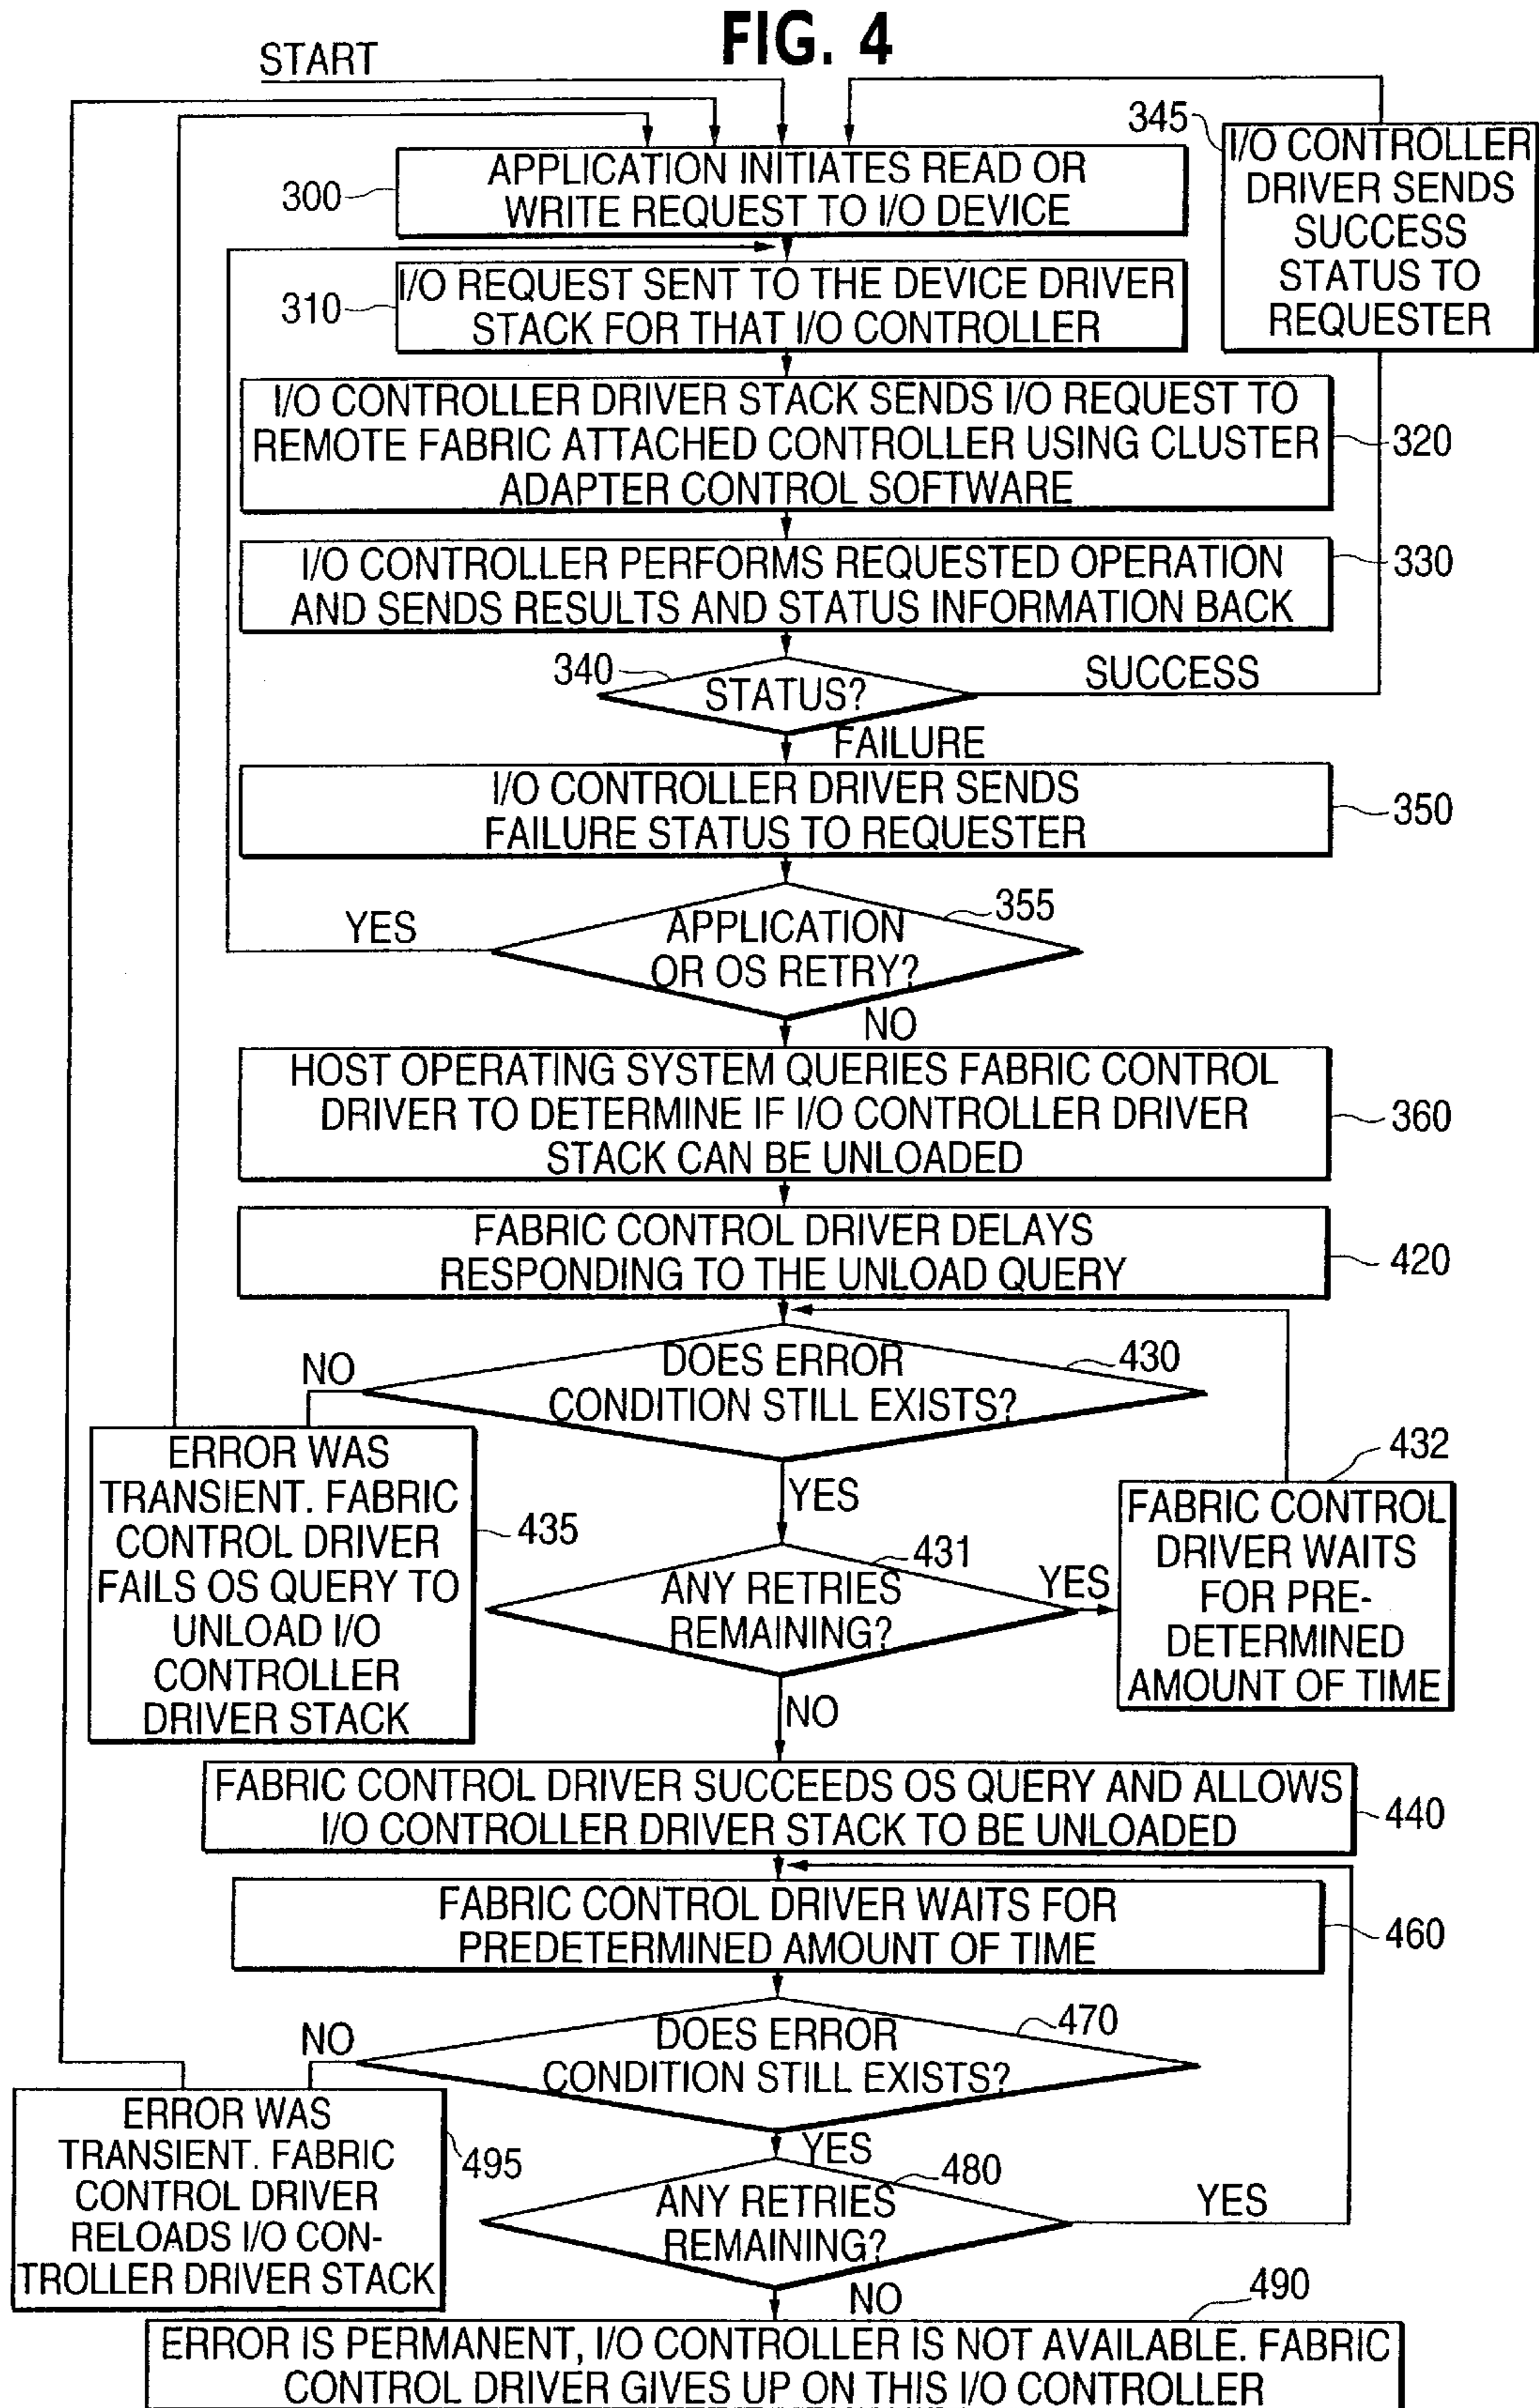 FIG. 4
START
345
I/O CONTROLLER
DRIVER SENDS
SUCCESS
STATUS TO
REQUESTER
300
APPLICATION INITIATES READ OR
WRITE REQUEST TO I/O DEVICE
310
I/O REQUEST SENT TO THE DEVICE DRIVER
STACK FOR THAT I/O CONTROLLER
I/O CONTROLLER DRIVER STACK SENDS I/O REQUEST TO
REMOTE FABRIC ATTACHED CONTROLLER USING CLUSTER
ADAPTER CONTROL SOFTWARE
320
I/O CONTROLLER PERFORMS REQUESTED OPERATION
AND SENDS RESULTS AND STATUS INFORMATION BACK
330
340
STATUS?
SUCCESS
FAILURE
I/O CONTROLLER DRIVER SENDS
FAILURE STATUS TO REQUESTER
350
355
YES
APPLICATION
OR OS RETRY?
NO
HOST OPERATING SYSTEM QUERIES FABRIC CONTROL
DRIVER TO DETERMINE IF I/O CONTROLLER DRIVER
STACK CAN BE UNLOADED
360
FABRIC CONTROL DRIVER DELAYS
RESPONDING TO THE UNLOAD QUERY
420
NO
DOES ERROR
CONDITION STILL EXISTS?
430
ERROR WAS
TRANSIENT. FABRIC
CONTROL DRIVER
FAILS OS QUERY TO
UNLOAD I/O
CONTROLLER
DRIVER STACK
435
YES
431
ANY RETRIES
REMAINING?
YES
432
FABRIC CONTROL
DRIVER WAITS
FOR PRE-
DETERMINED
AMOUNT OF TIME
NO
FABRIC CONTROL DRIVER SUCCEEDS OS QUERY AND ALLOWS
I/O CONTROLLER DRIVER STACK TO BE UNLOADED
440
FABRIC CONTROL DRIVER WAITS FOR
PREDETERMINED AMOUNT OF TIME
460
NO
DOES ERROR
CONDITION STILL EXISTS?
470
ERROR WAS
TRANSIENT. FABRIC
CONTROL DRIVER
RELOADS I/O CON-
TROLLER DRIVER STACK
495
YES
480
ANY RETRIES
REMAINING?
YES
NO
490
ERROR IS PERMANENT, I/O CONTROLLER IS NOT AVAILABLE. FABRIC
CONTROL DRIVER GIVES UP ON THIS I/O CONTROLLER